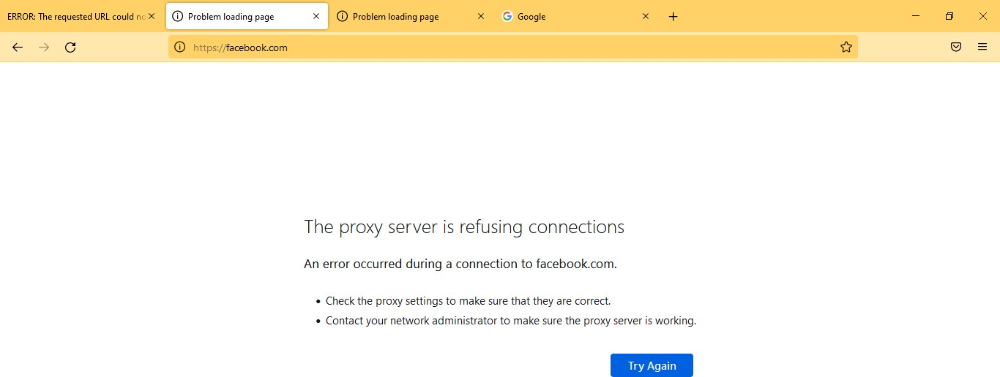 ERROR: The requested URL could no
Problem loading page
Problem loading page
Google
https://facebook.com
The proxy server is refusing connections
An error occurred during a connection to facebook.com.
• Check the proxy settings to make sure that they are correct.
• Contact your network administrator to make sure the proxy server is working.
Try Again